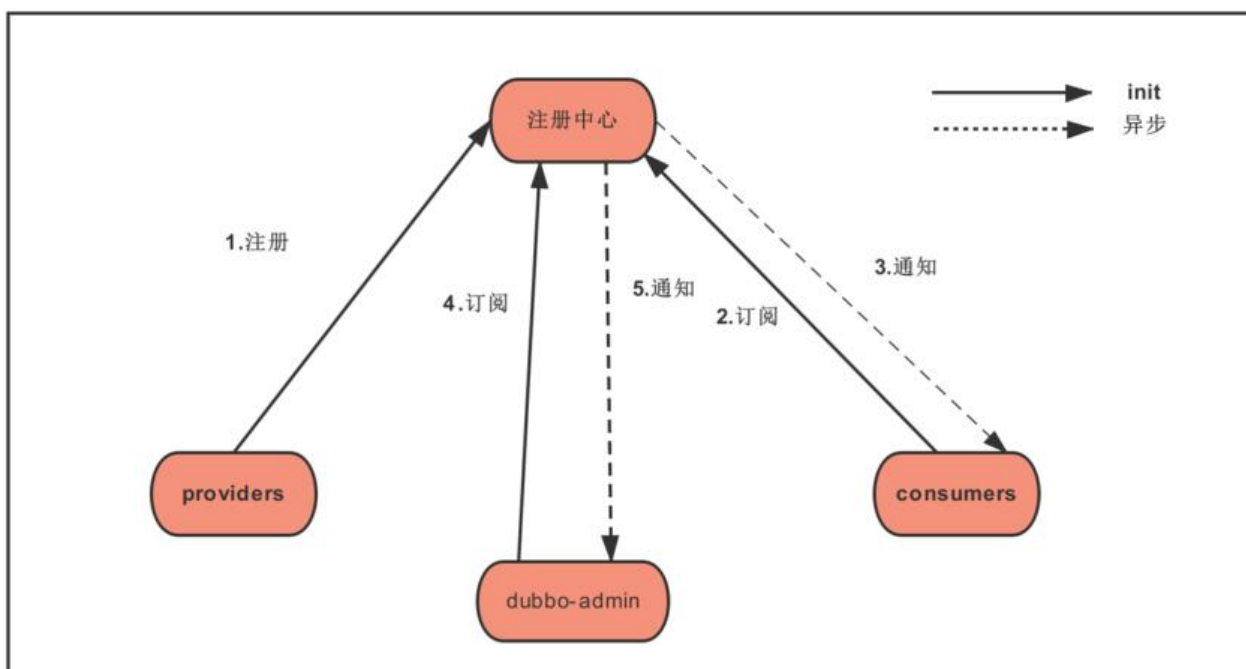 注册中心
init
异步
1.注册
4.订阅
5.通知
2.订阅
3.通知
providers
consumers
dubbo-admin